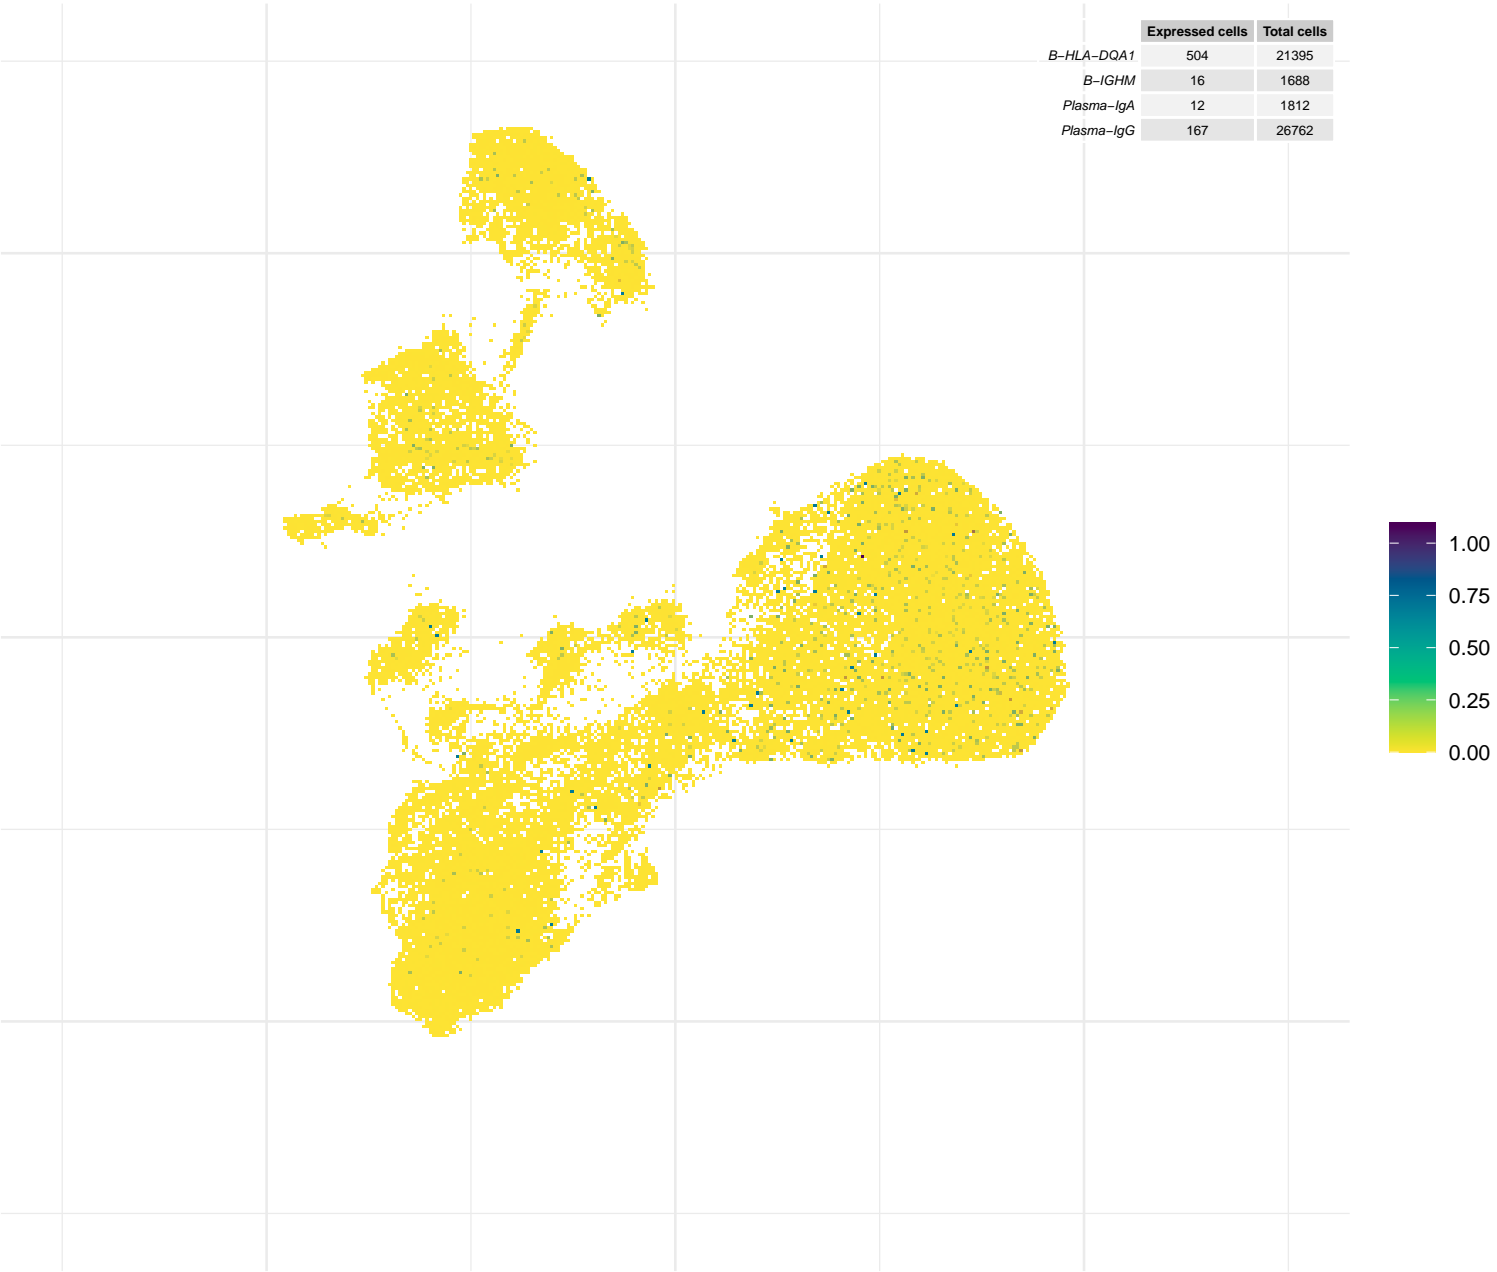 Expressed cells Total cells
B−HLA−DQA1 504 21395
B−IGHM 16 1688
Plasma−IgA 12 1812
Plasma−IgG 167 26762
1.00
0.75
0.50
0.25
0.00